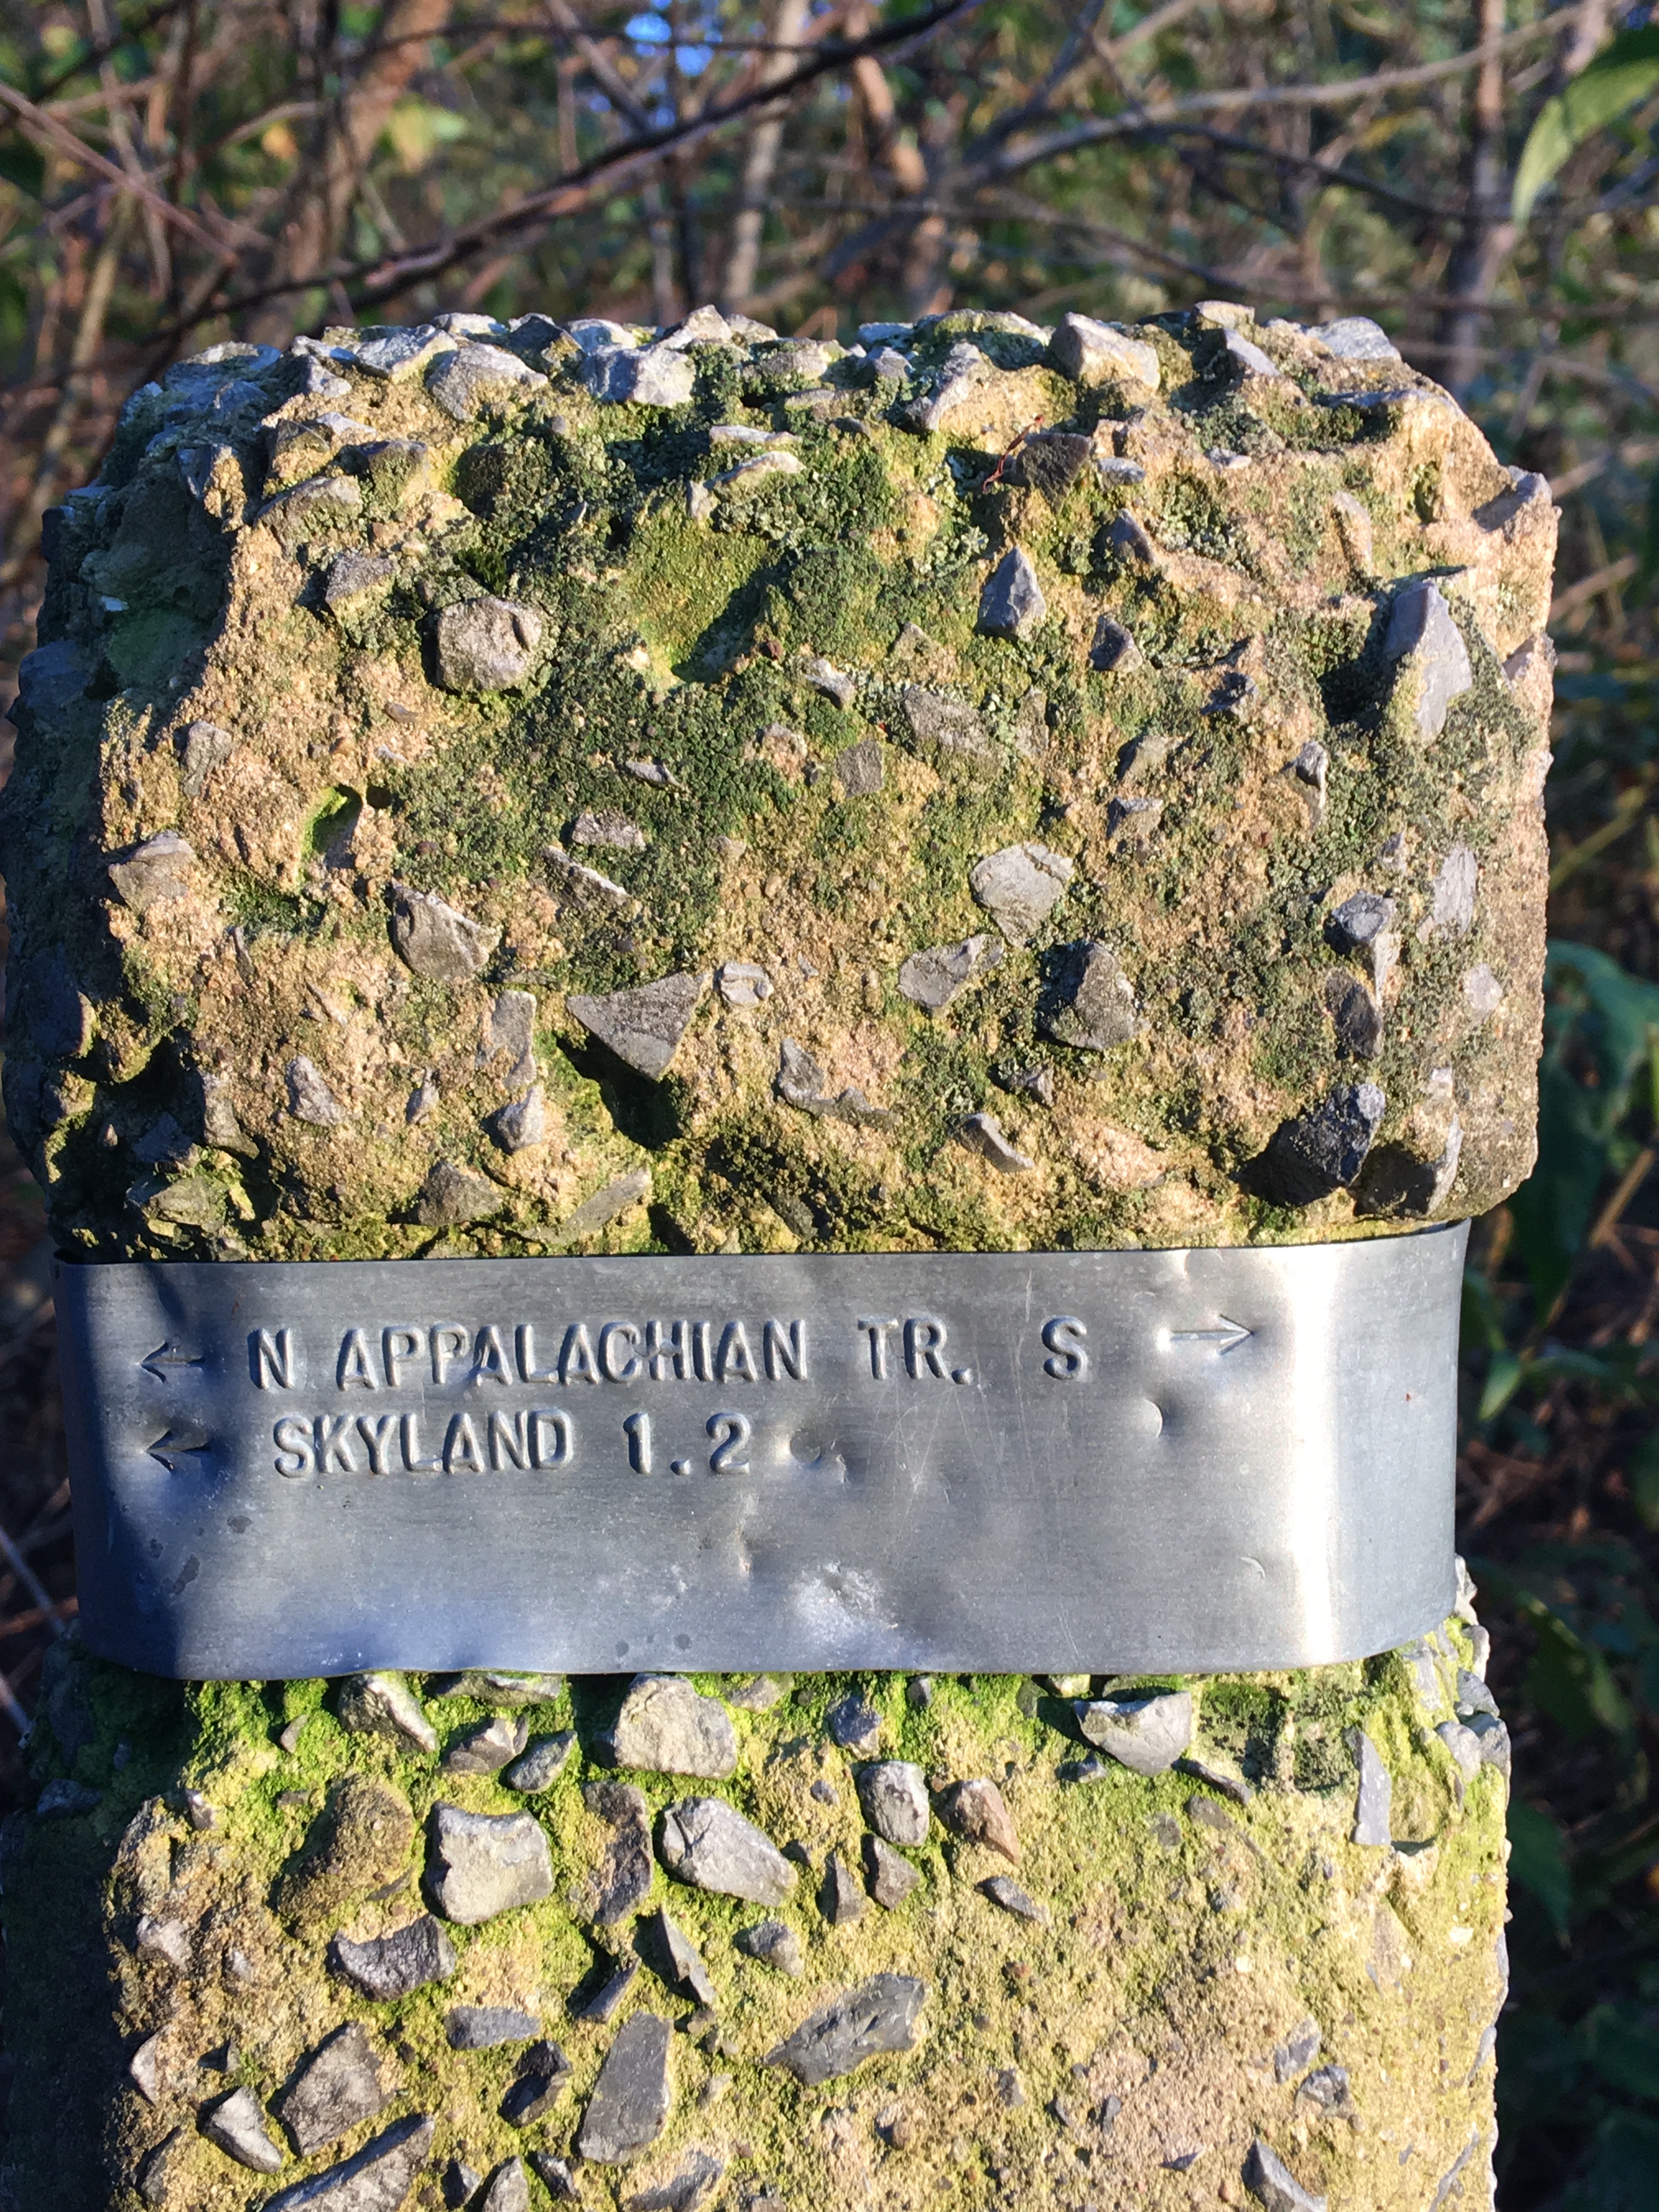 ← N APPALACHIAN TR. S →
← SKYLAND 1.2